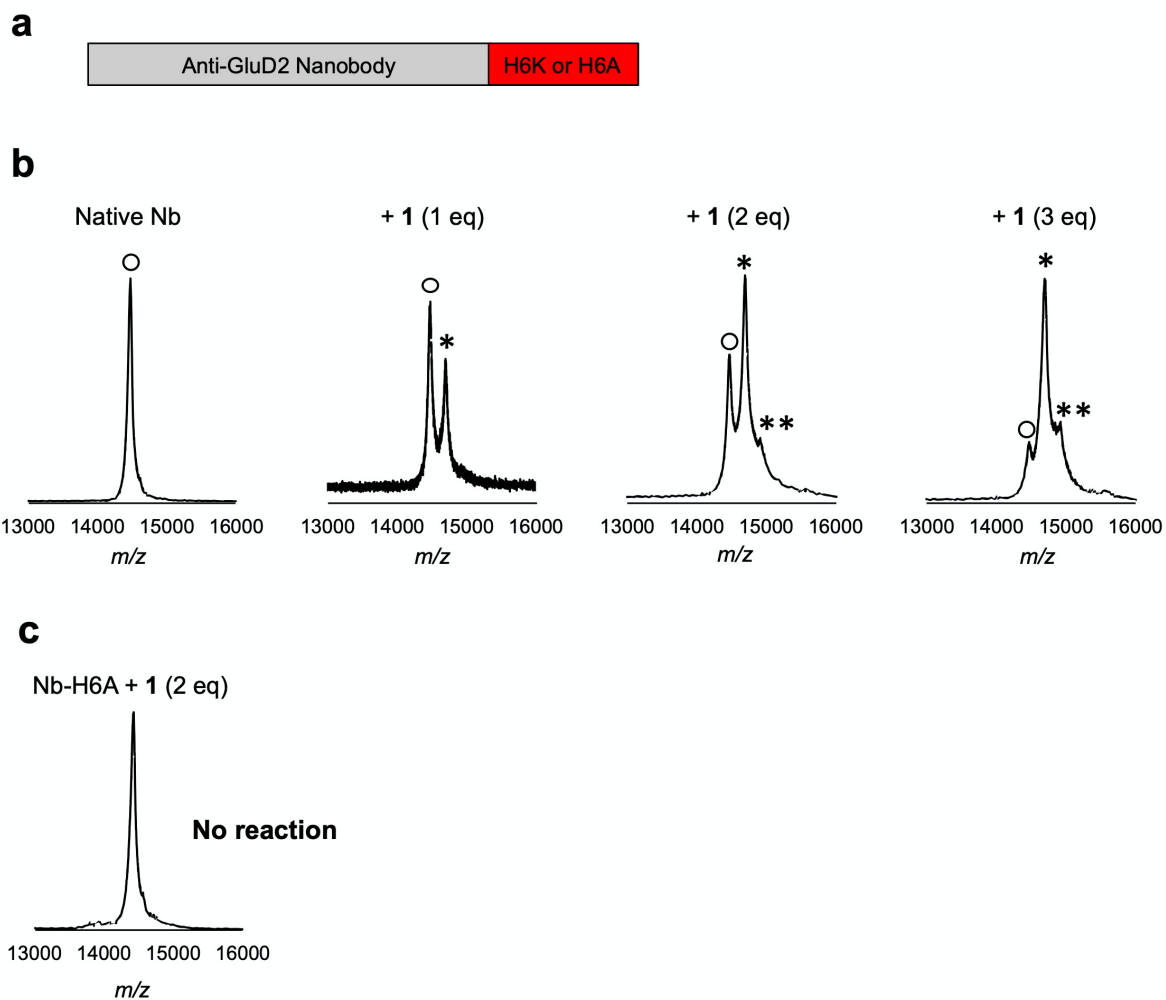 a
Anti-GluD2 Nanobody H6K or H6A
b
Native Nb + 1 (1 eq) + 1 (2 eq) + 1 (3 eq)
○ ○ * ○ * ** ○ * **
13000 14000 15000 16000 13000 14000 15000 16000 13000 14000 15000 16000 13000 14000 15000 16000
m/z m/z m/z m/z
c
Nb-H6A + 1 (2 eq)
No reaction
13000 14000 15000 16000
m/z